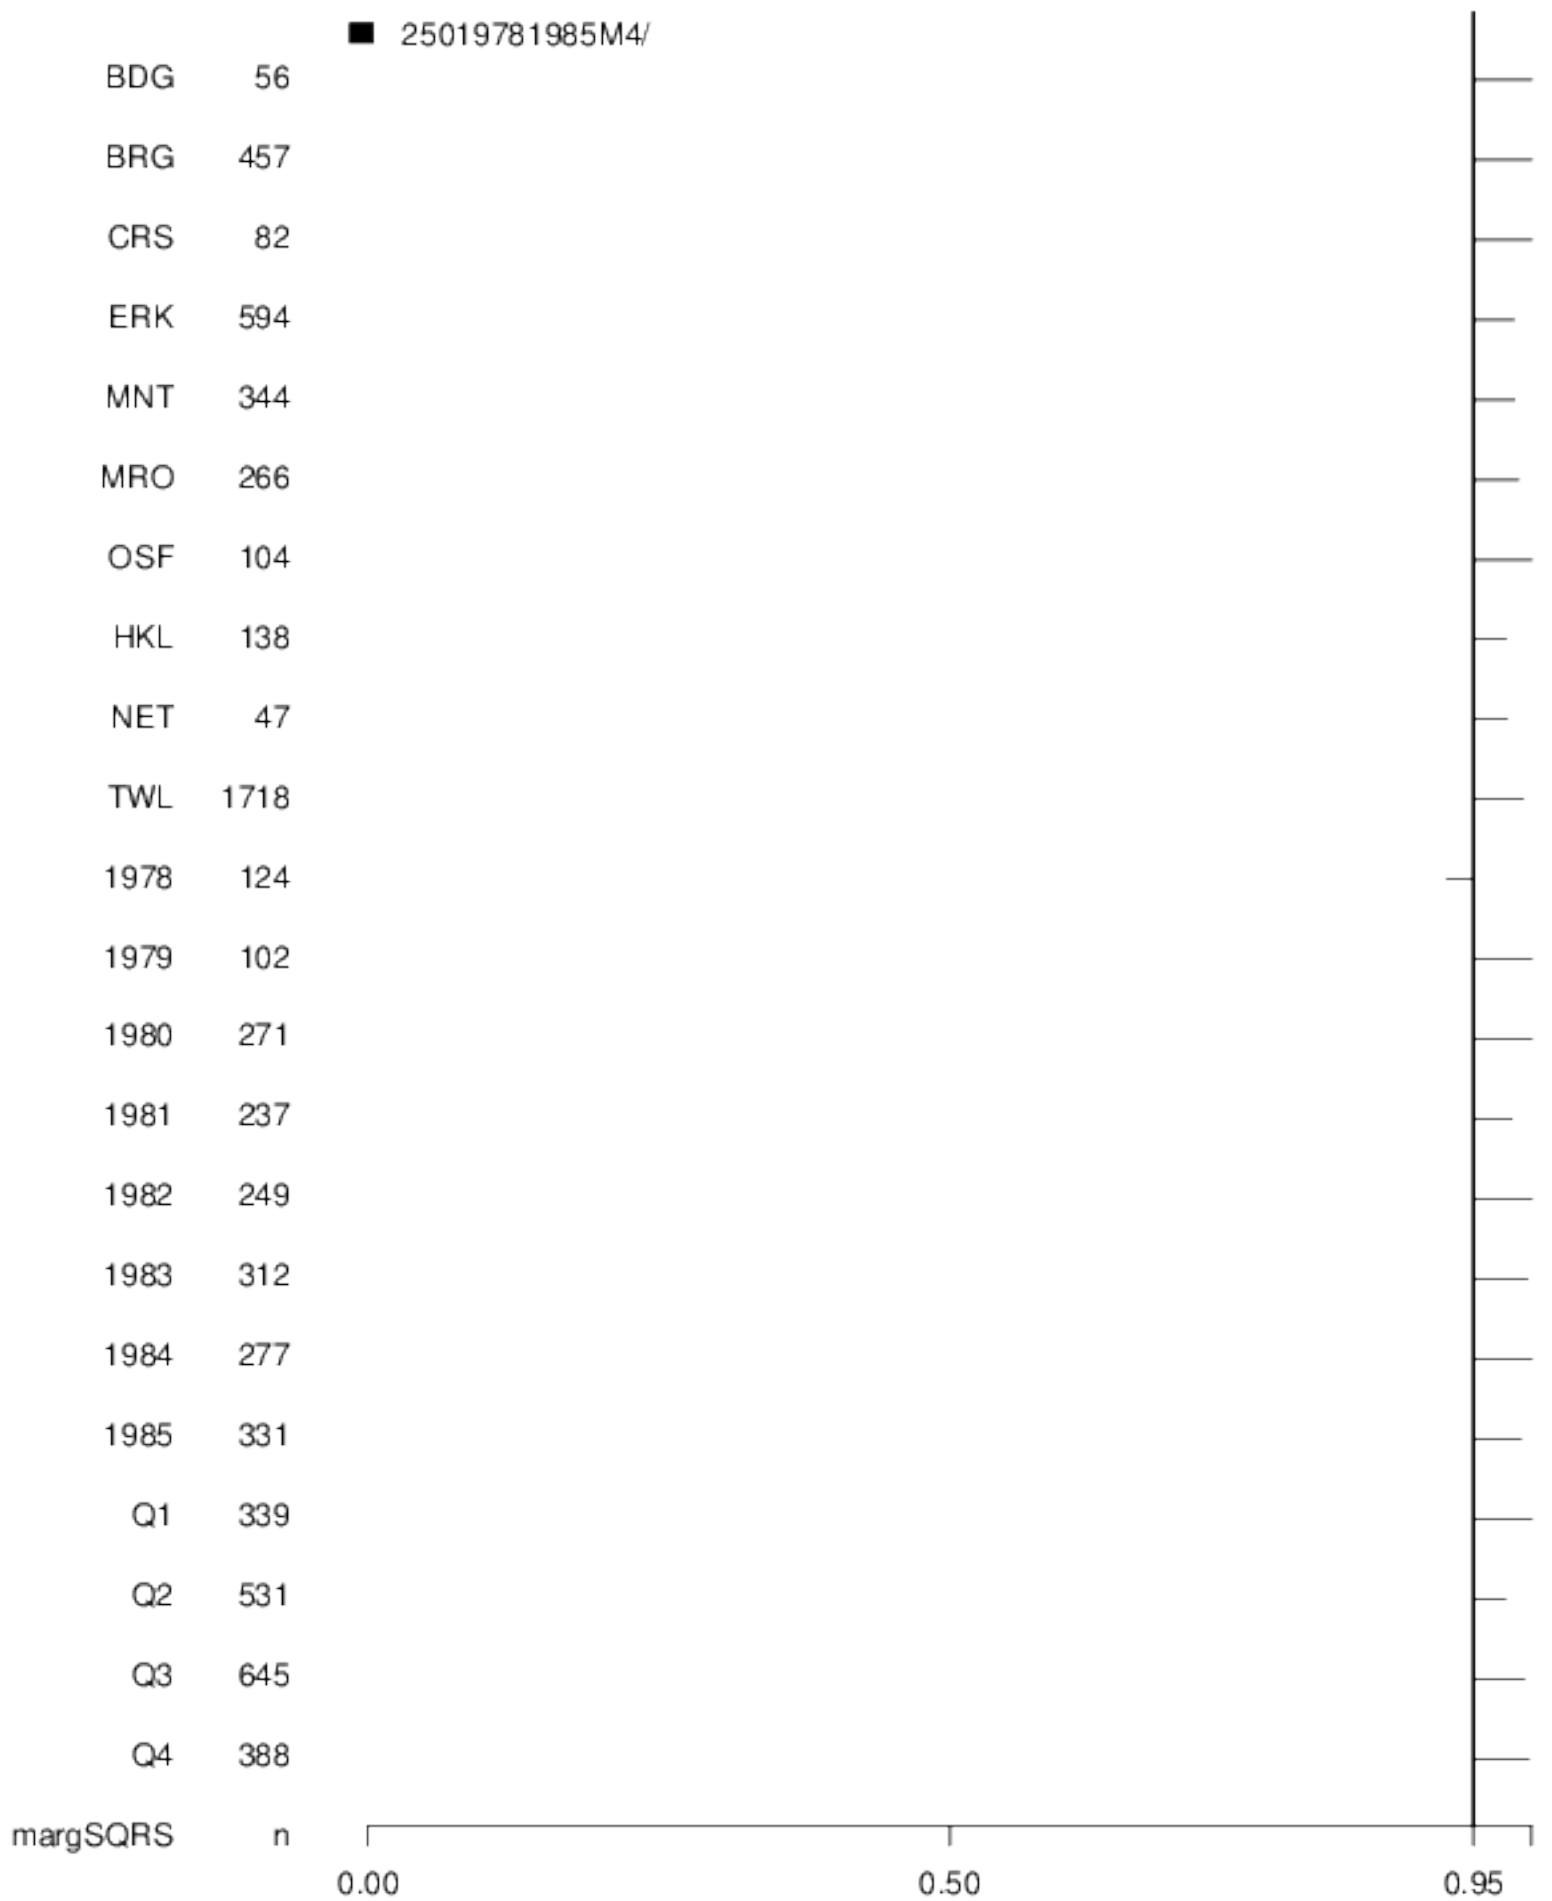 25019781985M4/
BDG 56
BRG 457
CRS 82
ERK 594
MNT 344
MRO 266
OSF 104
HKL 138
NET 47
TWL 1718
1978 124
1979 102
1980 271
1981 237
1982 249
1983 312
1984 277
1985 331
Q1 339
Q2 531
Q3 645
Q4 388
margSQRS n
0.00 0.50 0.95